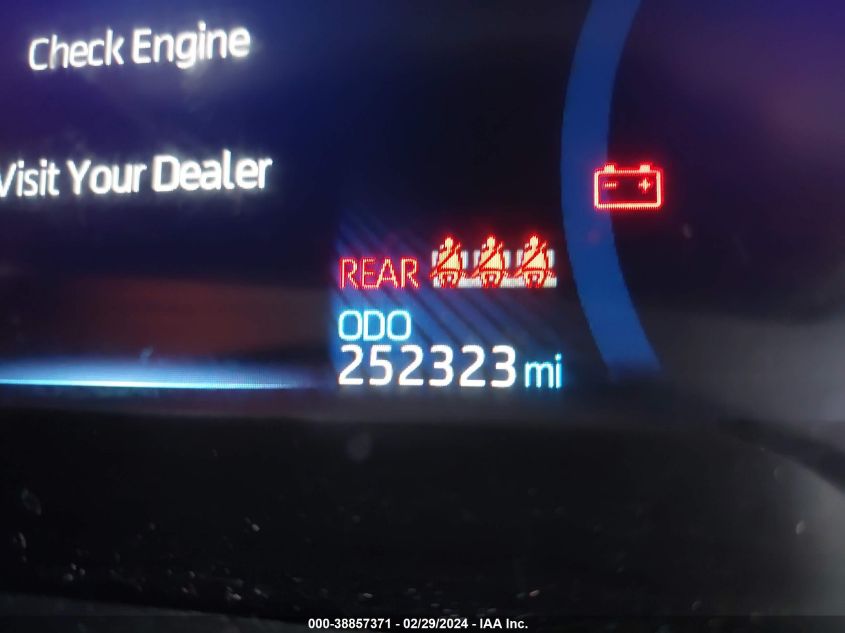 Check Engine
Visit Your Dealer
REAR
ODO
252323 mi
000-38857371 - 02/29/2024 - IAA Inc.